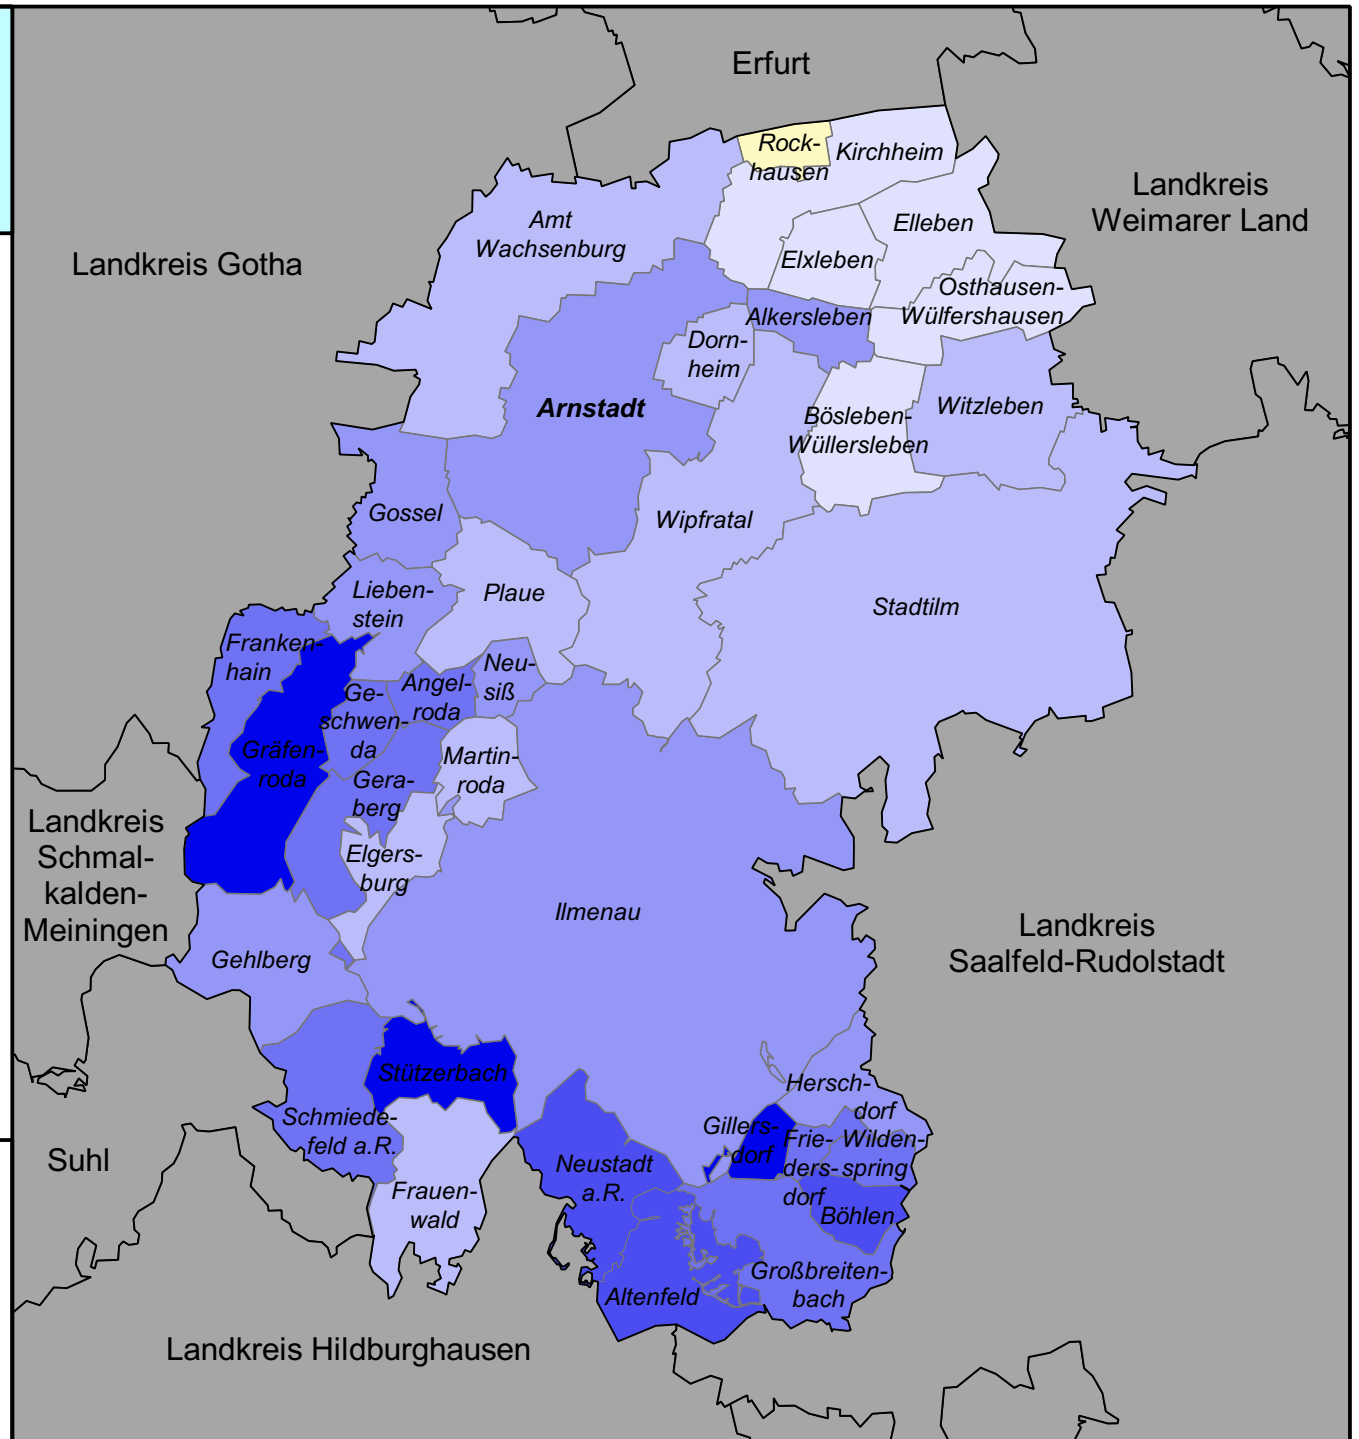 Erfurt
Rock-
hausen
Kirchheim
Landkreis
Weimarer Land
Amt
Wachsenburg
Elleben
Landkreis Gotha
Elxleben
Osthausen-
Wülfershausen
Alkersleben
Dorn-
heim
Arnstadt
Bösleben-
Wüllersleben
Witzleben
Gossel
Wipfratal
Lieben-
stein
Plaue
Stadtilm
Franken-
hain
Neu-
siß
Angel-
roda
Ge-
schwen-
da
Gräfen-
roda
Martin-
roda
Gera-
berg
Landkreis
Schmal-
kalden-
Meiningen
Elgers-
burg
Ilmenau
Landkreis
Saalfeld-Rudolstadt
Gehlberg
Stützerbach
Hersch-
dorf
Schmiede-
feld a.R.
Gillers-
dorf
Frie-
ders-
dorf
Wilden-
spring
Suhl
Neustadt
a.R.
Frauen-
wald
Böhlen
Großbreiten-
bach
Altenfeld
Landkreis Hildburghausen